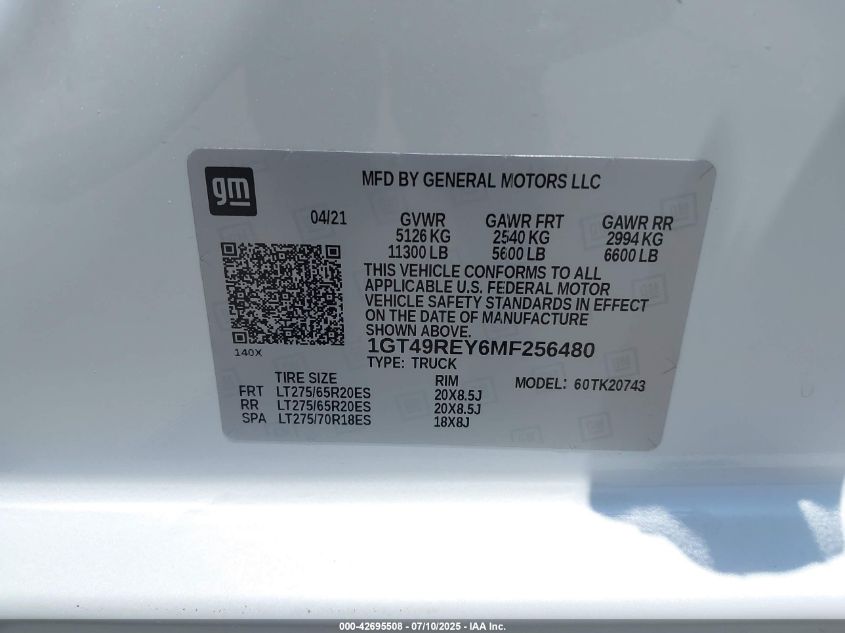 gm
MFD BY GENERAL MOTORS LLC
04/21 GVWR GAWR FRT GAWR RR
5126 KG 2540 KG 2994 KG
11300 LB 5600 LB 6600 LB
THIS VEHICLE CONFORMS TO ALL
APPLICABLE U.S. FEDERAL MOTOR
VEHICLE SAFETY STANDARDS IN EFFECT
ON THE DATE OF MANUFACTURE
SHOWN ABOVE.
140X
1GT49REY6MF256480
TYPE: TRUCK
TIRE SIZE RIM MODEL: 60TK20743
FRT LT275/65R20ES 20X8.5J
RR LT275/65R20ES 20X8.5J
SPA LT275/70R18ES 18X8J
000-42695508 - 07/10/2025 - IAA Inc.